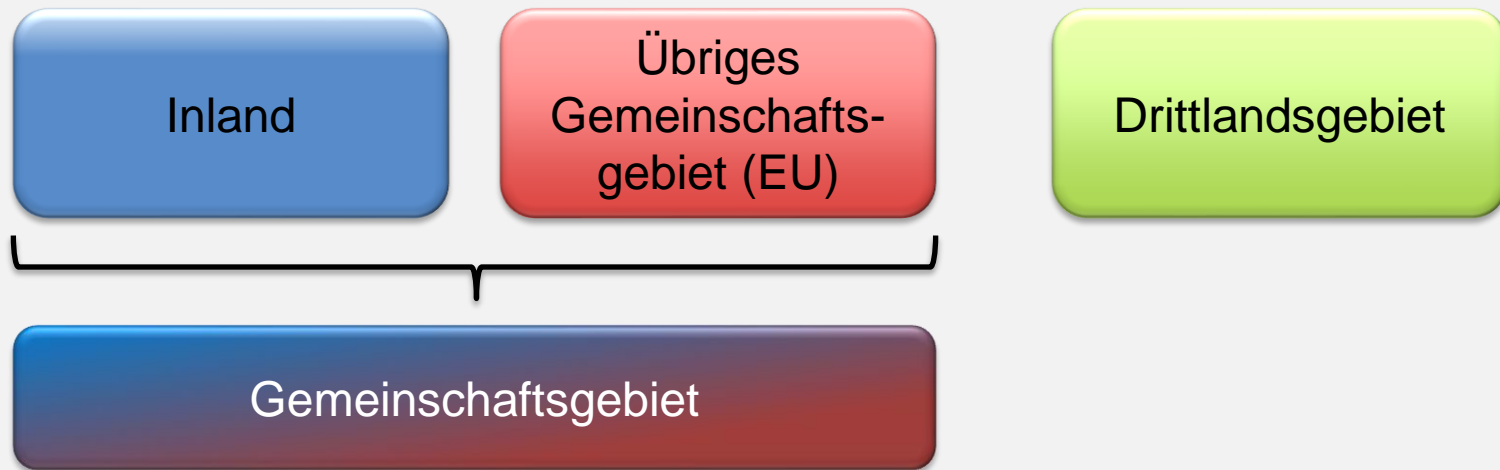 Inland
Übriges
Gemeinschafts-
gebiet (EU)
Drittlandsgebiet
Gemeinschaftsgebiet